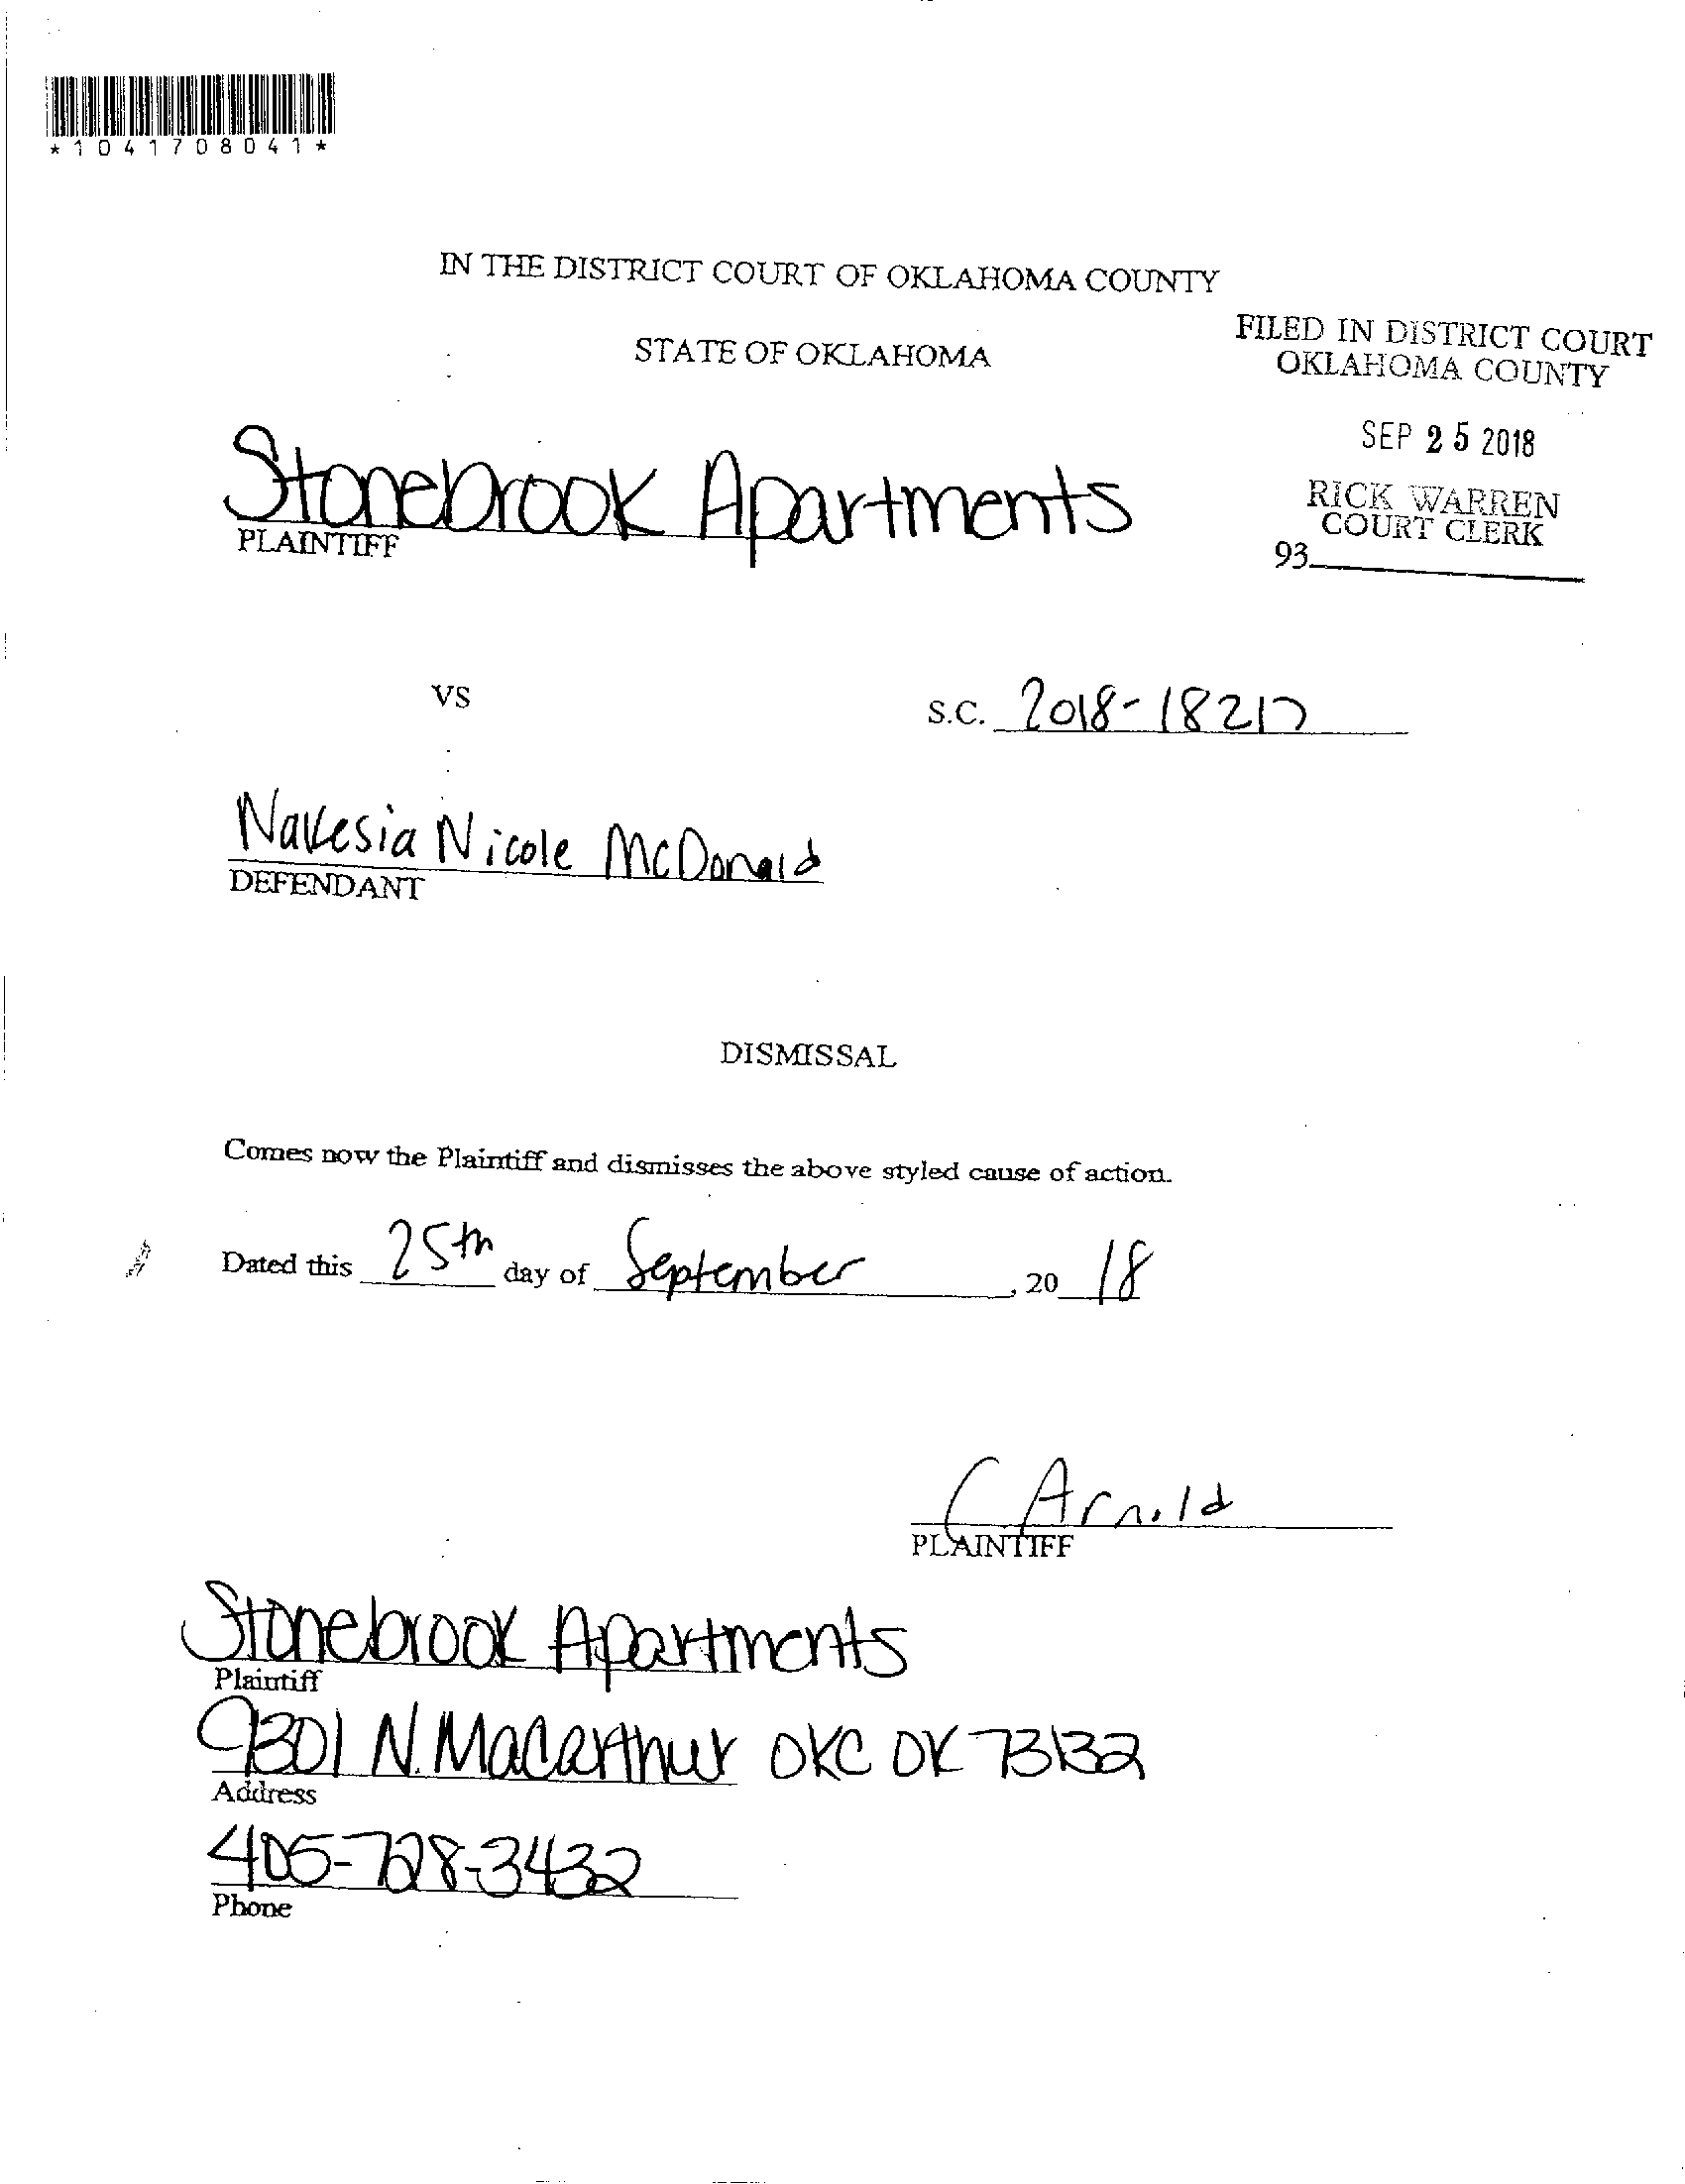 *1041708041*
IN THE DISTRICT COURT OF OKLAHOMA COUNTY
STATE OF OKLAHOMA
FILED IN DISTRICT COURT
OKLAHOMA COUNTY
SEP 25 2018
RICK WARREN
COURT CLERK
93
Stonebrook Apartments
PLAINTIFF
VS
S.C. 2018-18217
Nakesia Nicole McDonald
DEFENDANT
DISMISSAL
Comes now the Plaintiff and dismisses the above styled cause of action.
Dated this 25th day of September, 20 18
C Arnold
PLAINTIFF
Stonebrook Apartments
Plaintiff
9301 N. Macarthur OKC OK 73132
Address
405-728-3432
Phone